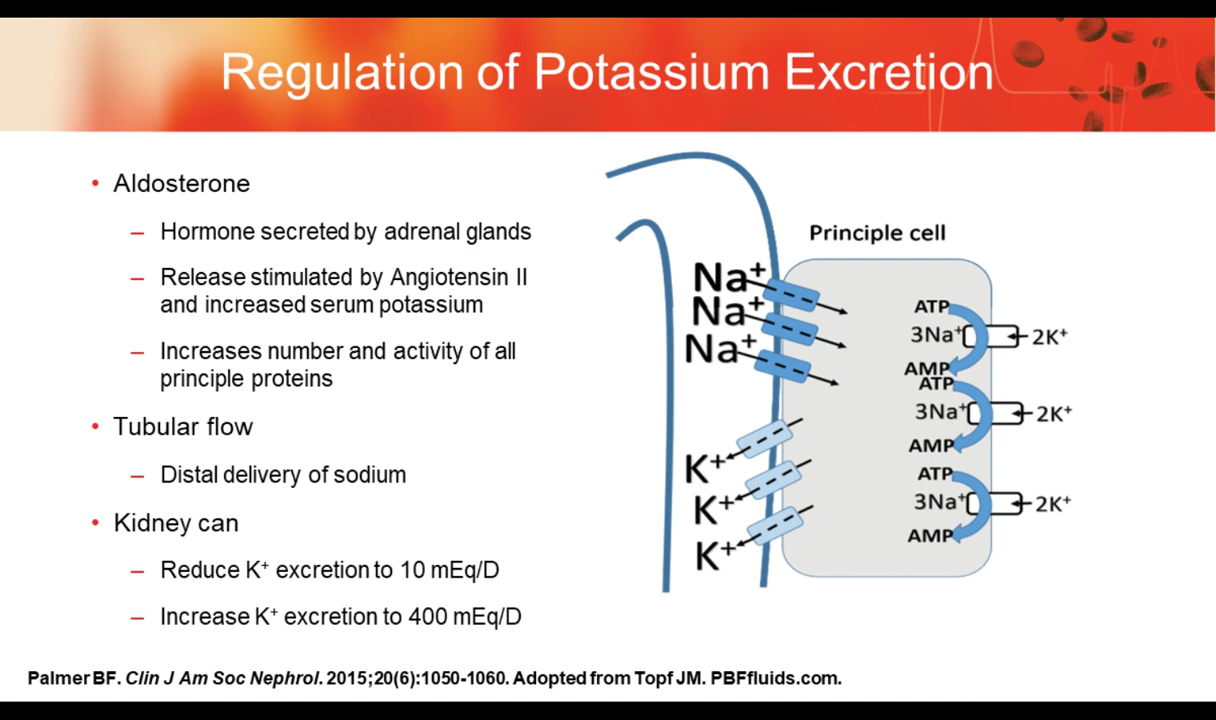 Regulation of Potassium Excretion
• Aldosterone
– Hormone secreted by adrenal glands
– Release stimulated by Angiotensin II
and increased serum potassium
– Increases number and activity of all
principle proteins
• Tubular flow
– Distal delivery of sodium
• Kidney can
– Reduce K⁺ excretion to 10 mEq/D
– Increase K⁺ excretion to 400 mEq/D
Principle cell
Na⁺
Na⁺
Na⁺
K⁺
K⁺
K⁺
ATP
3Na⁺
2K⁺
AMP
ATP
3Na⁺
2K⁺
AMP
ATP
3Na⁺
2K⁺
AMP
Palmer BF. Clin J Am Soc Nephrol. 2015;20(6):1050-1060. Adopted from Topf JM. PBFfluids.com.